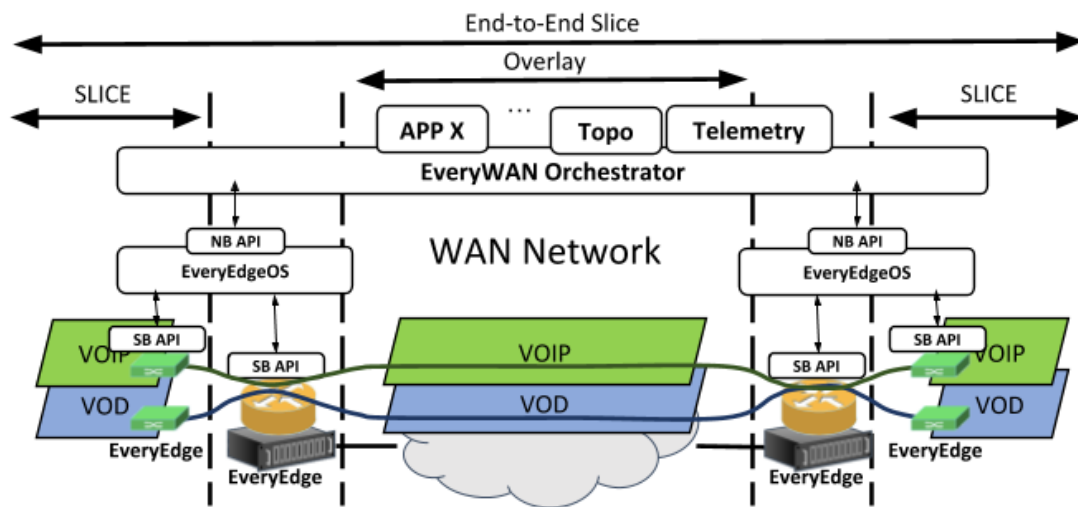 End-to-End Slice
Overlay
SLICE
SLICE
APP X
...
Topo
Telemetry
EveryWAN Orchestrator
NB API
NB API
WAN Network
EveryEdgeOS
EveryEdgeOS
SB API
SB API
VOIP
VOIP
VOIP
SB API
SB API
VOD
VOD
VOD
EveryEdge
EveryEdge
EveryEdge
EveryEdge